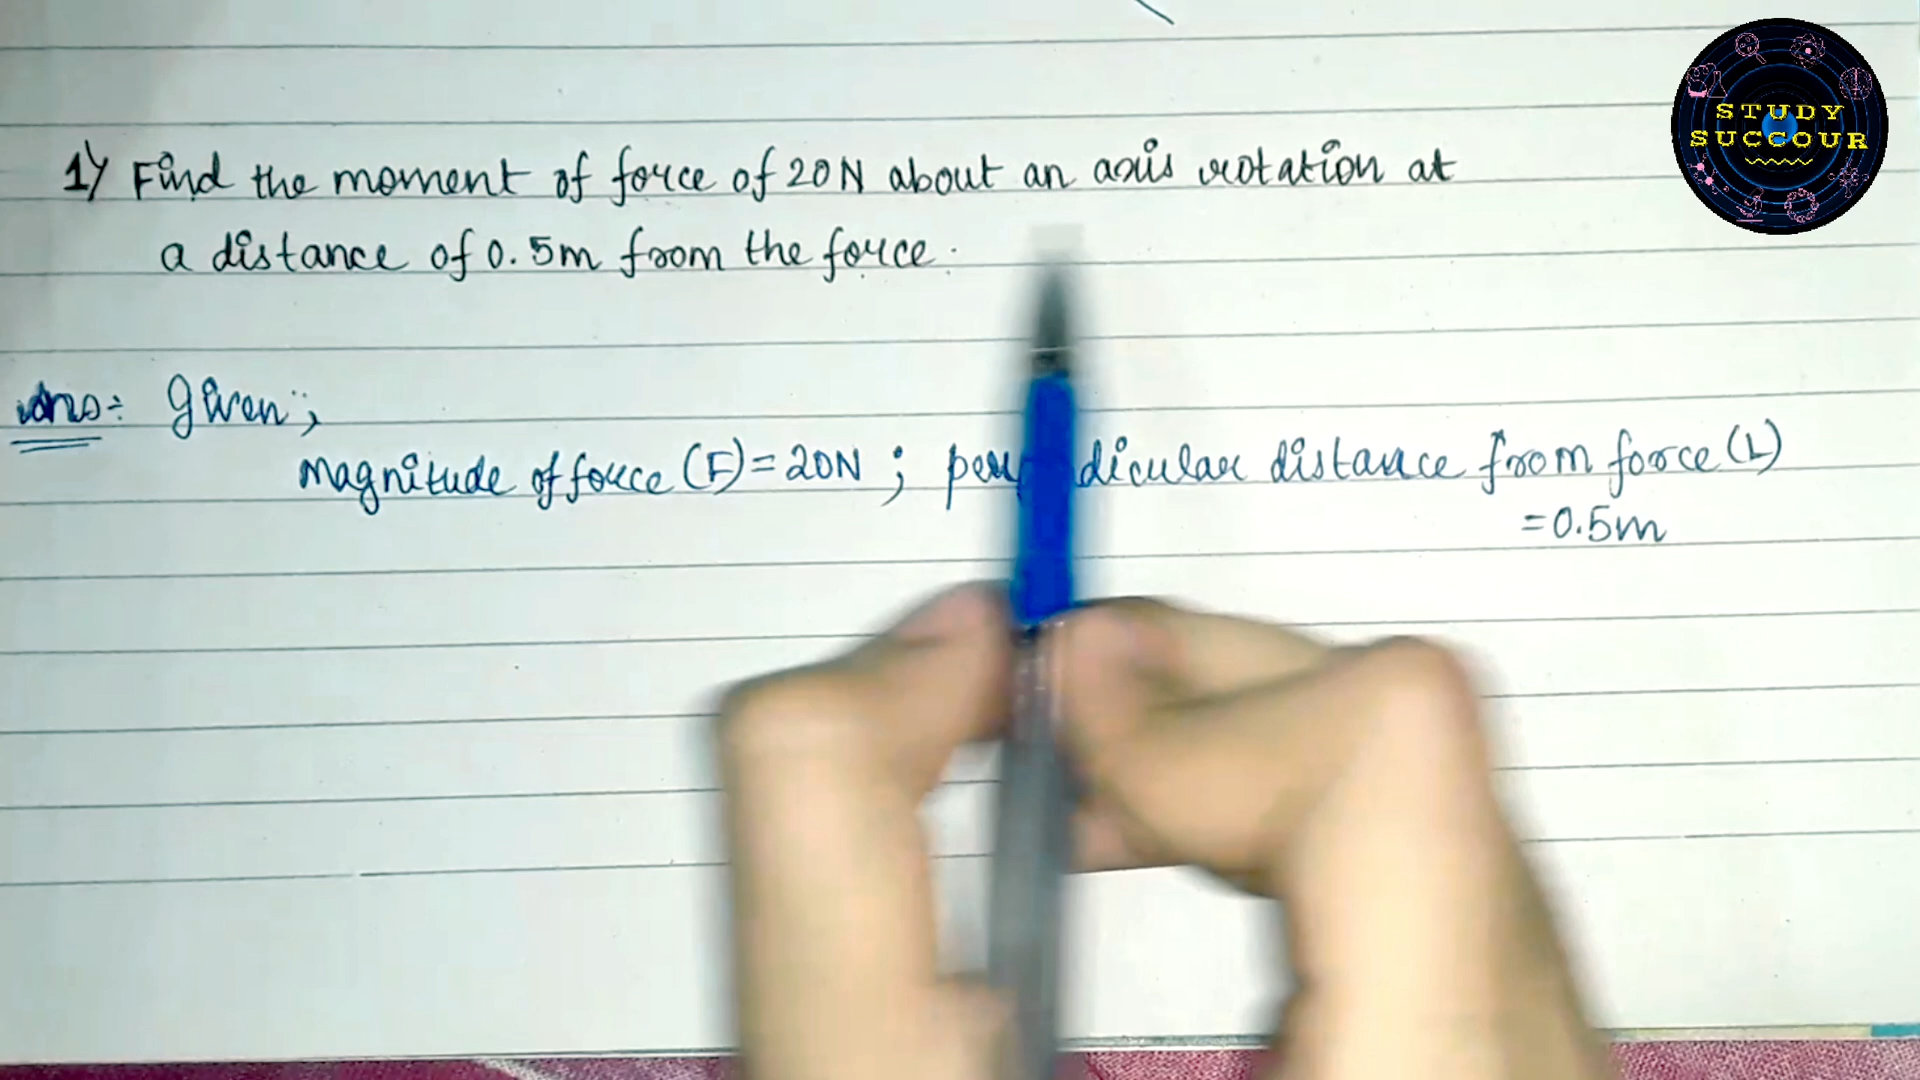 1) Find the moment of force of 20N about an axis rotation at
a distance of 0.5m from the force.
Ans:- Given;
magnitude of force (F) = 20N ; perpendicular distance from force (L)
= 0.5m
STUDY
SUCCOUR